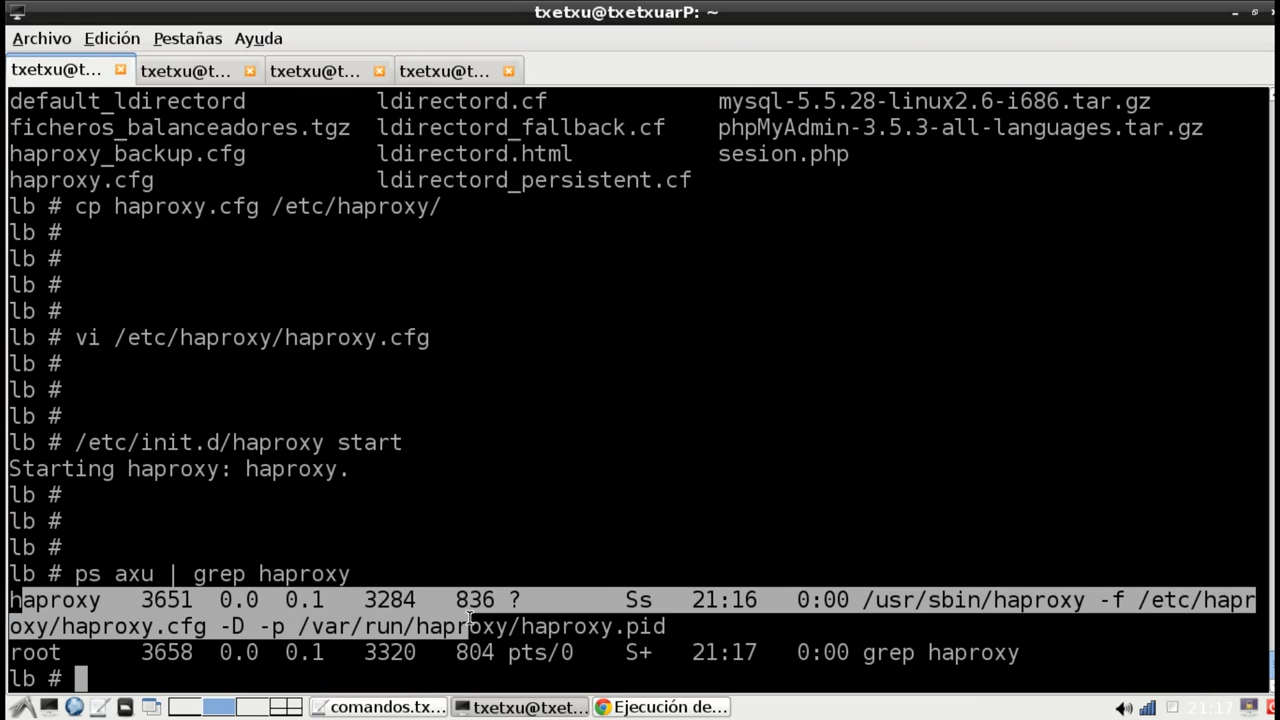 txetxu@txetxuarP: ~
Archivo Edición Pestañas Ayuda
txetxu@t... txetxu@t... txetxu@t... txetxu@t...
default_ldirectord ldirectord.cf mysql-5.5.28-linux2.6-i686.tar.gz
ficheros_balanceadores.tgz ldirectord_fallback.cf phpMyAdmin-3.5.3-all-languages.tar.gz
haproxy_backup.cfg ldirectord.html sesion.php
haproxy.cfg ldirectord_persistent.cf
lb # cp haproxy.cfg /etc/haproxy/
lb #
lb #
lb #
lb #
lb # vi /etc/haproxy/haproxy.cfg
lb #
lb #
lb #
lb # /etc/init.d/haproxy start
Starting haproxy: haproxy.
lb #
lb #
lb #
lb # ps axu | grep haproxy
haproxy 3651 0.0 0.1 3284 836 ? Ss 21:16 0:00 /usr/sbin/haproxy -f /etc/hapr
oxy/haproxy.cfg -D -p /var/run/haproxy/haproxy.pid
root 3658 0.0 0.1 3320 804 pts/0 S+ 21:17 0:00 grep haproxy
lb #
comandos.tx... txetxu@txet... Ejecución de... 21:17